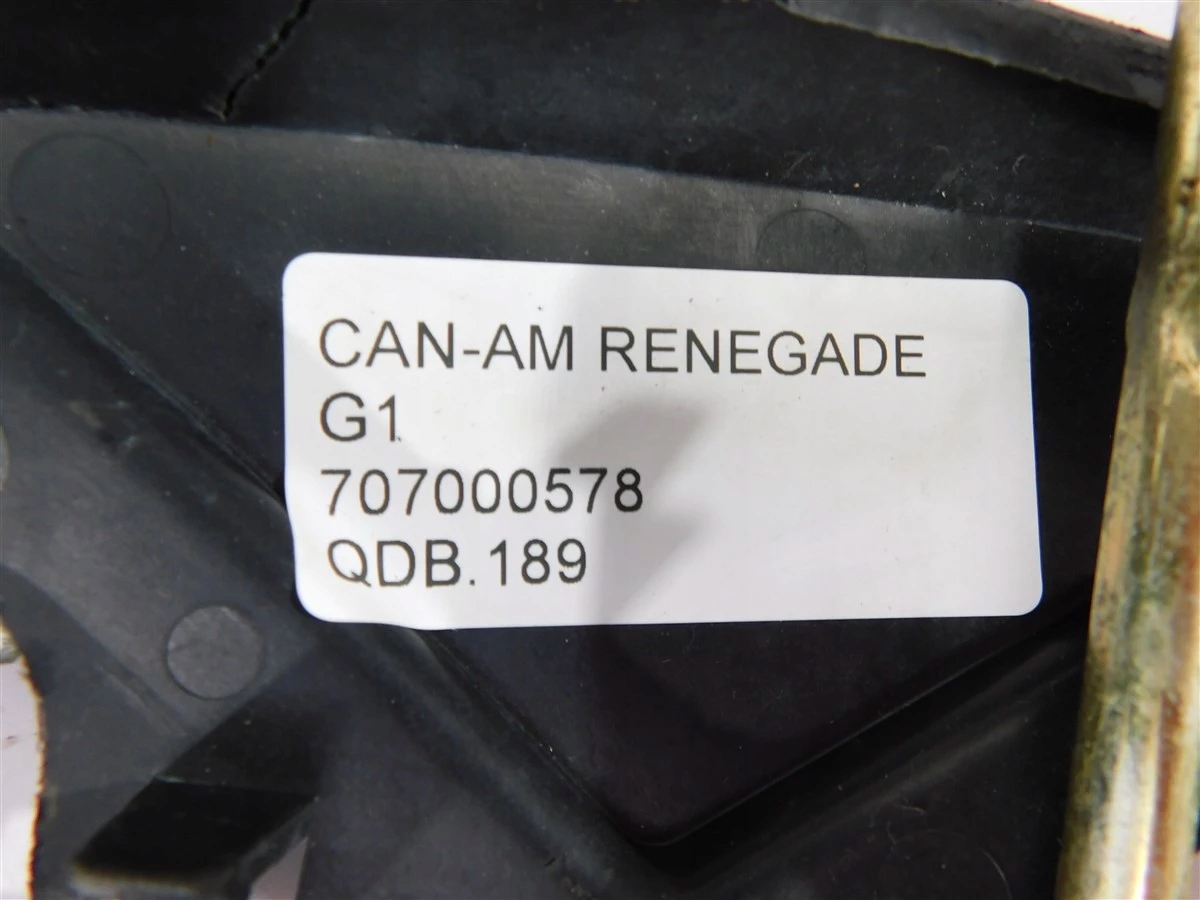 CAN-AM RENEGADE
G1
707000578
QDB.189